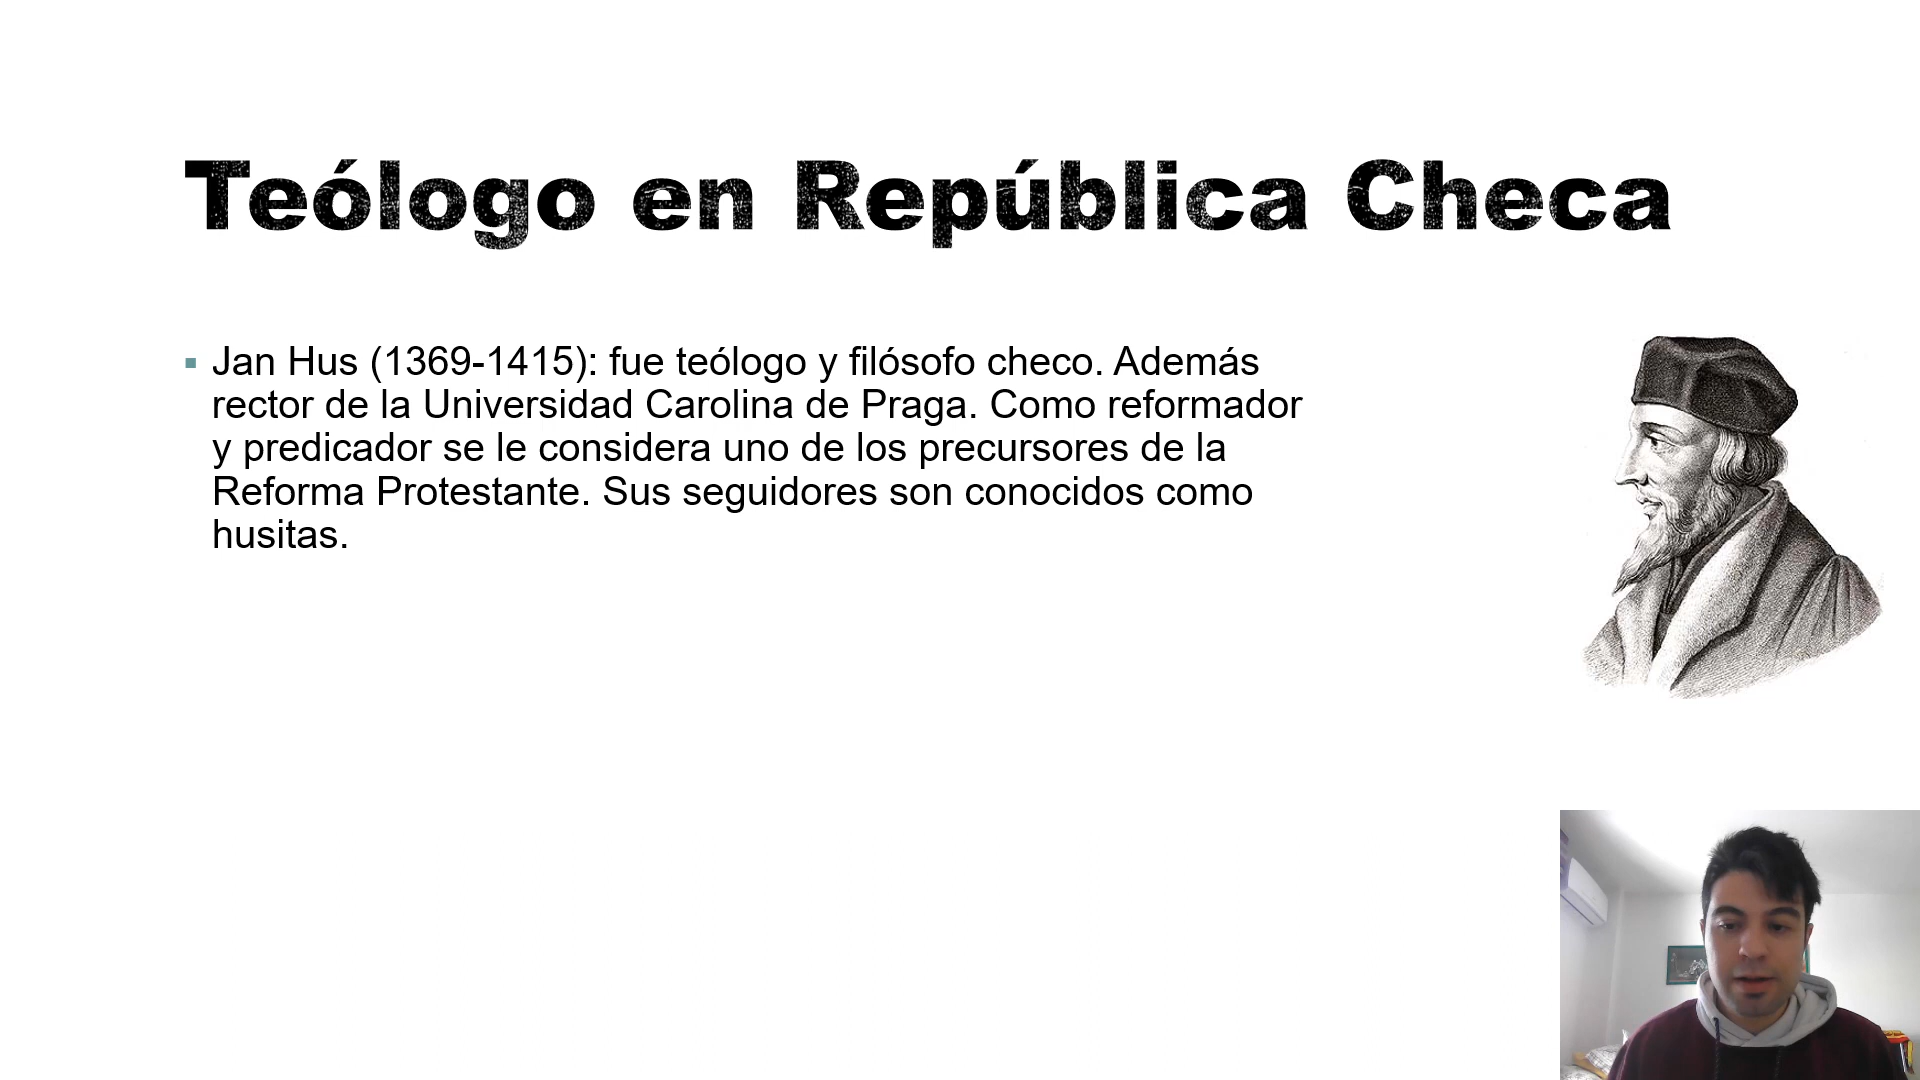 Teólogo en República Checa
Jan Hus (1369-1415): fue teólogo y filósofo checo. Además
rector de la Universidad Carolina de Praga. Como reformador
y predicador se le considera uno de los precursores de la
Reforma Protestante. Sus seguidores son conocidos como
husitas.